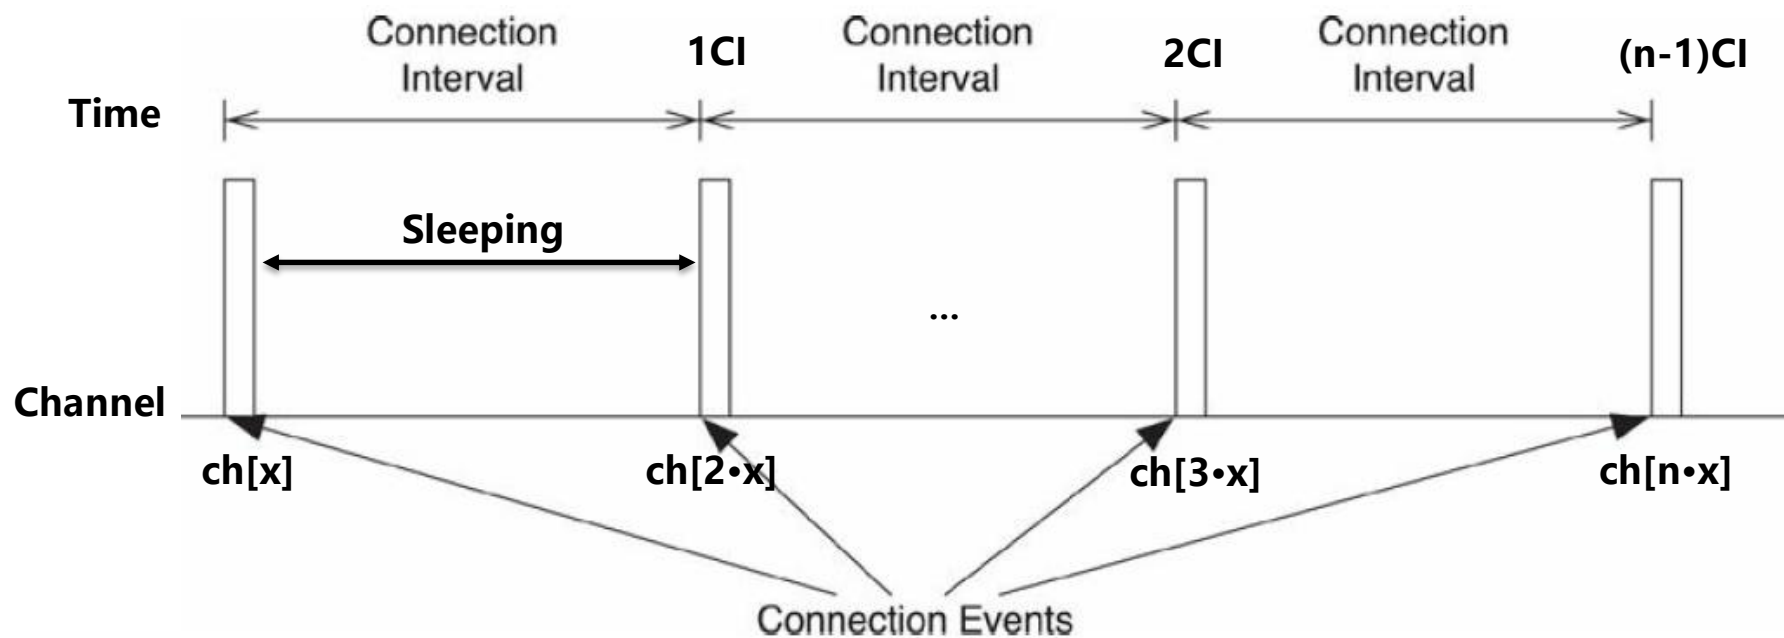 Connection
Interval
1CI
Connection
Interval
2CI
Connection
Interval
(n-1)CI
Time
Sleeping
...
Channel
ch[x]
ch[2•x]
ch[3•x]
ch[n•x]
Connection Events